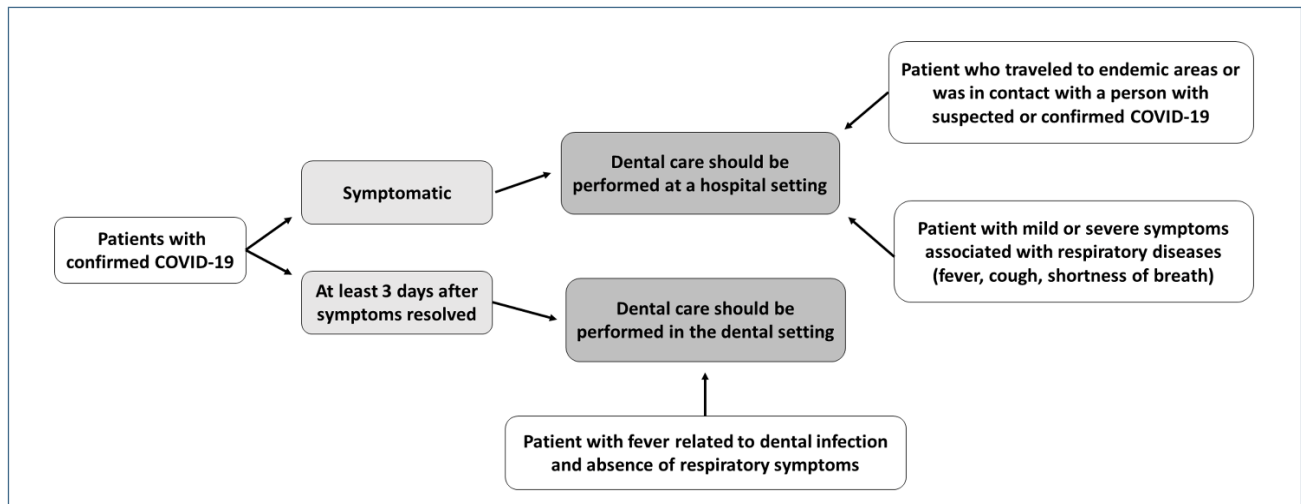 Patient who traveled to endemic areas or
was in contact with a person with
suspected or confirmed COVID-19
Dental care should be
performed at a hospital setting
Symptomatic
Patients with
confirmed COVID-19
Patient with mild or severe symptoms
associated with respiratory diseases
(fever, cough, shortness of breath)
At least 3 days after
symptoms resolved
Dental care should be
performed in the dental setting
Patient with fever related to dental infection
and absence of respiratory symptoms